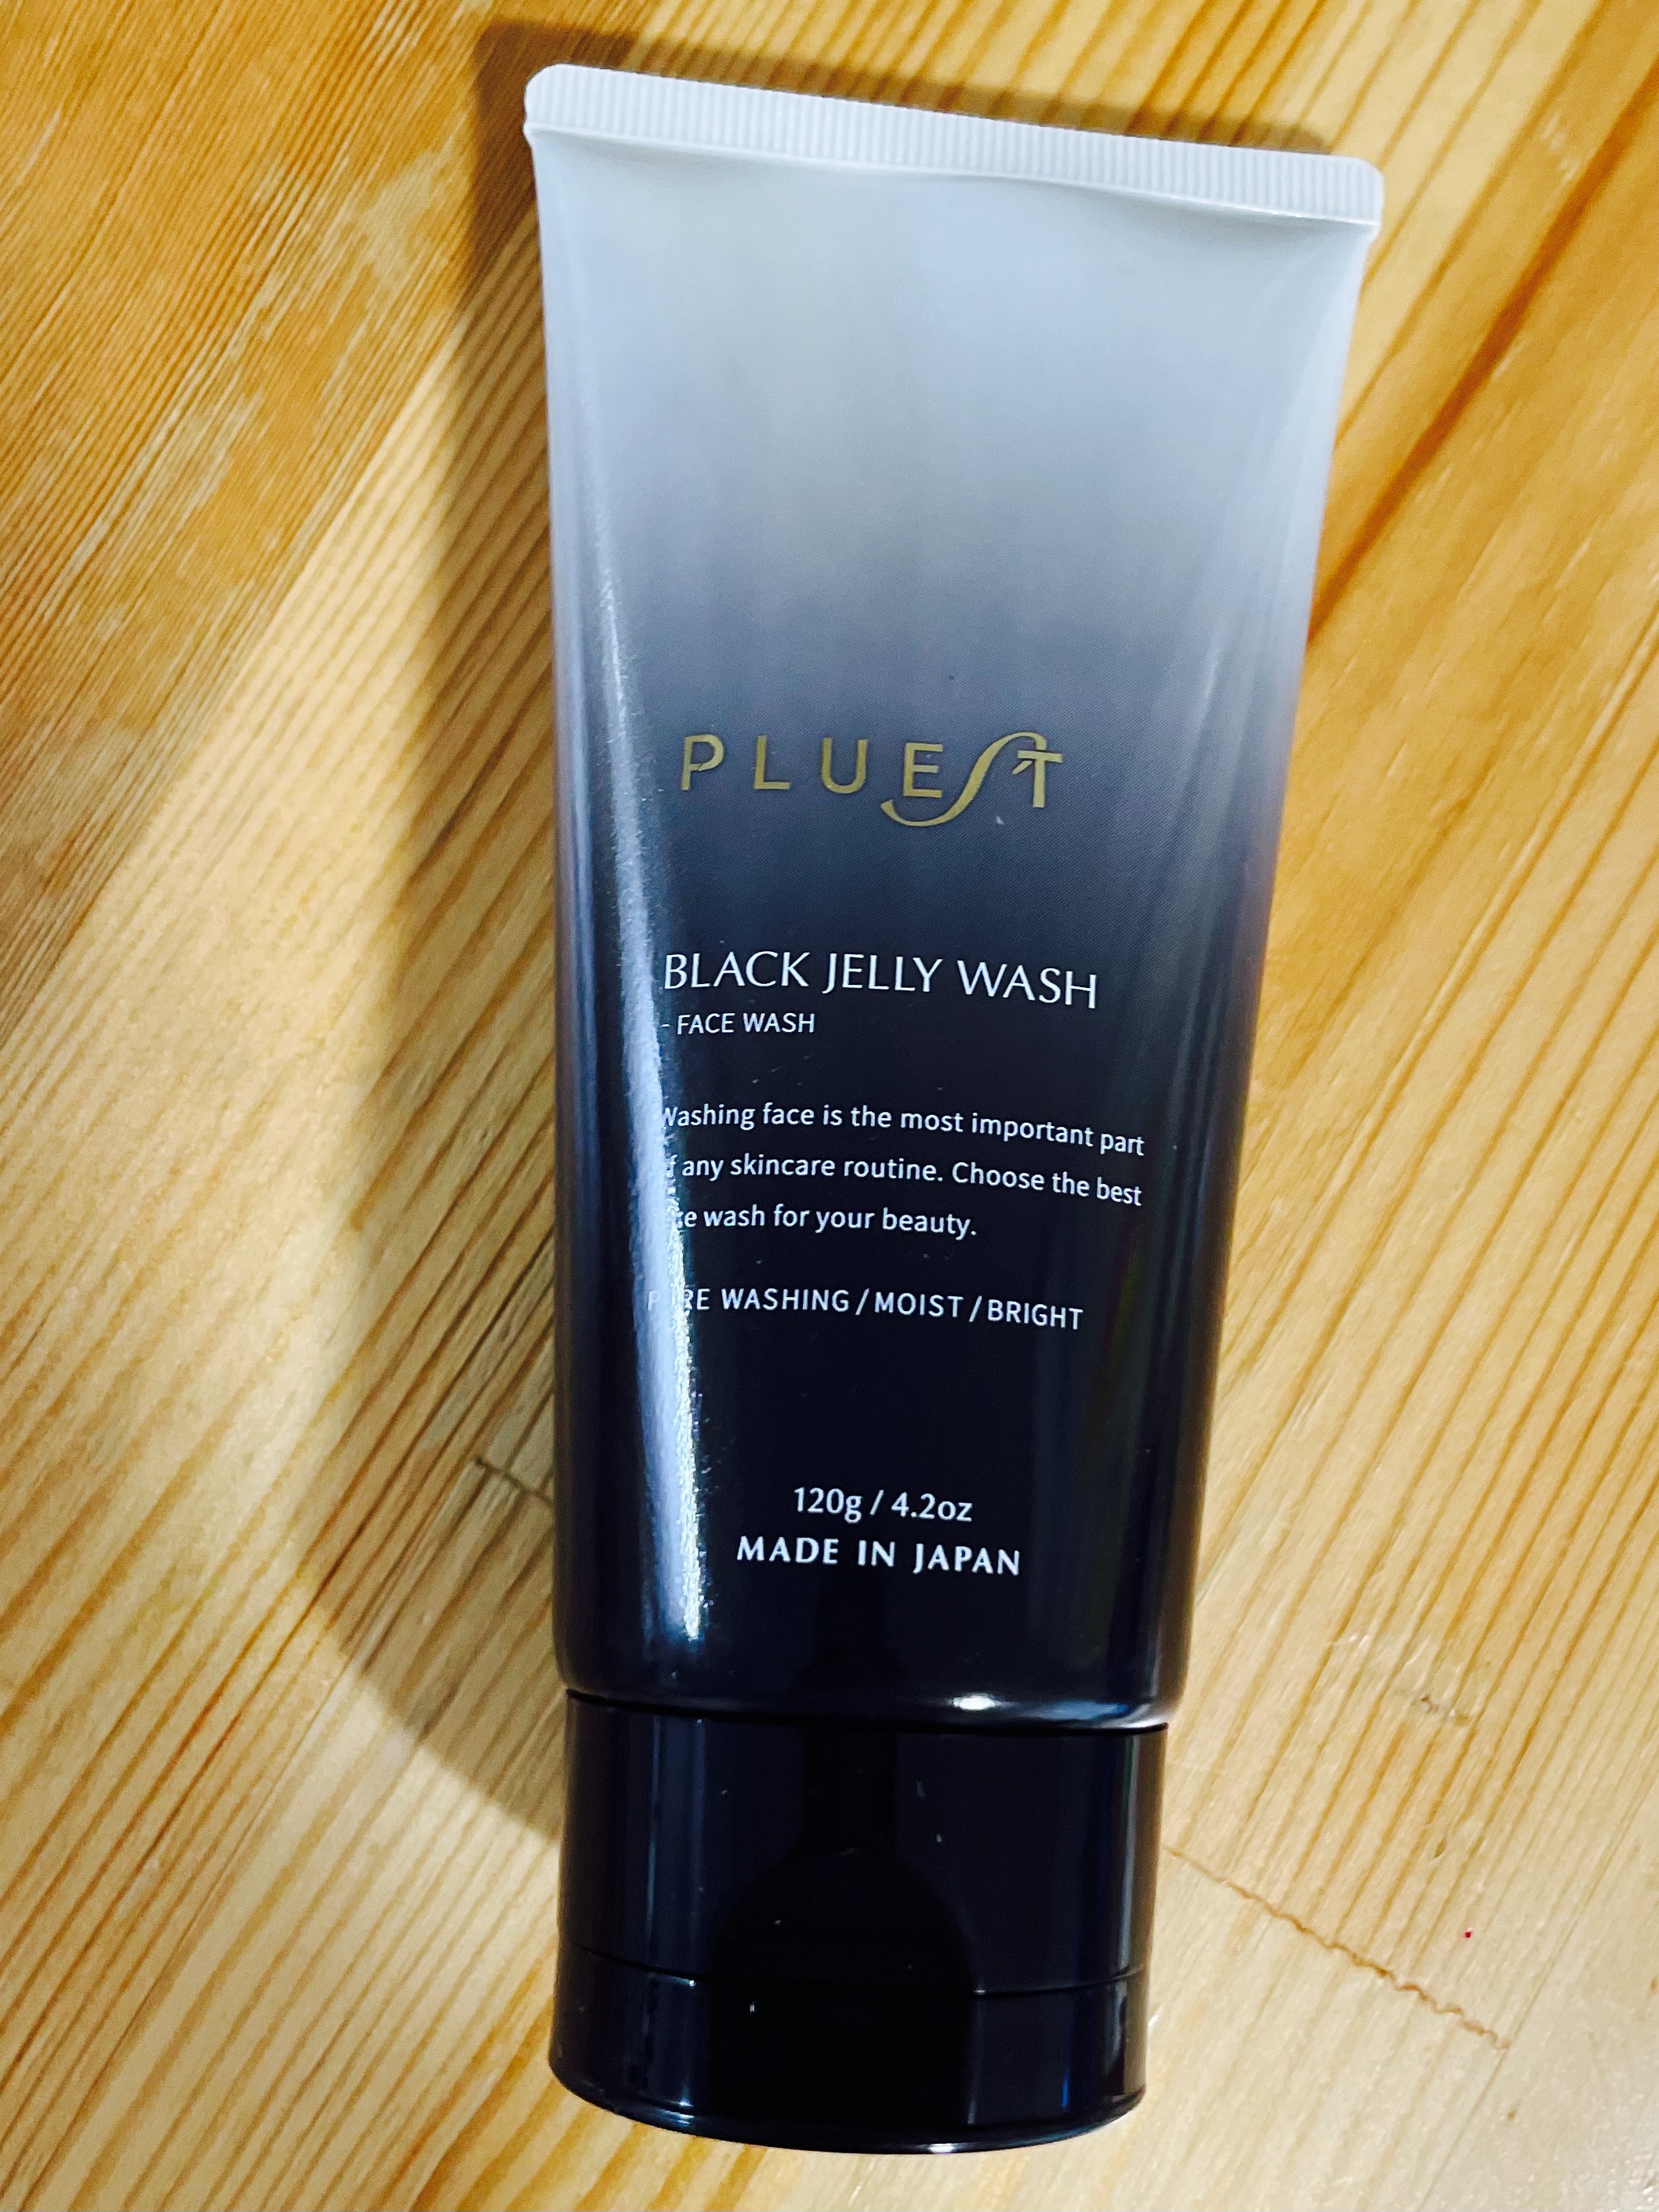 PLUEST
BLACK JELLY WASH
- FACE WASH
Washing face is the most important part
any skincare routine. Choose the best
wash for your beauty.
WASHING / MOIST / BRIGHT
120g / 4.2oz
MADE IN JAPAN